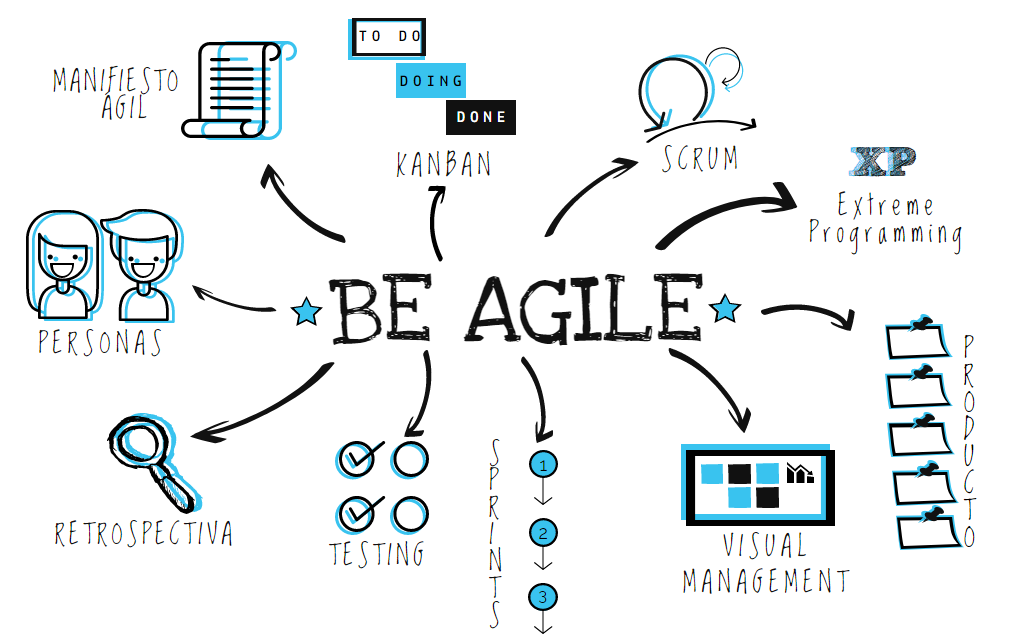 TO DO
DOING
DONE
MANIFIESTO
ÁGIL
KANBAN
SCRUM
XP
Extreme
Programming
BE AGILE
PERSONAS
PRODUCTO
RETROSPECTIVA
TESTING
SPRINTS
1
2
3
VISUAL
MANAGEMENT